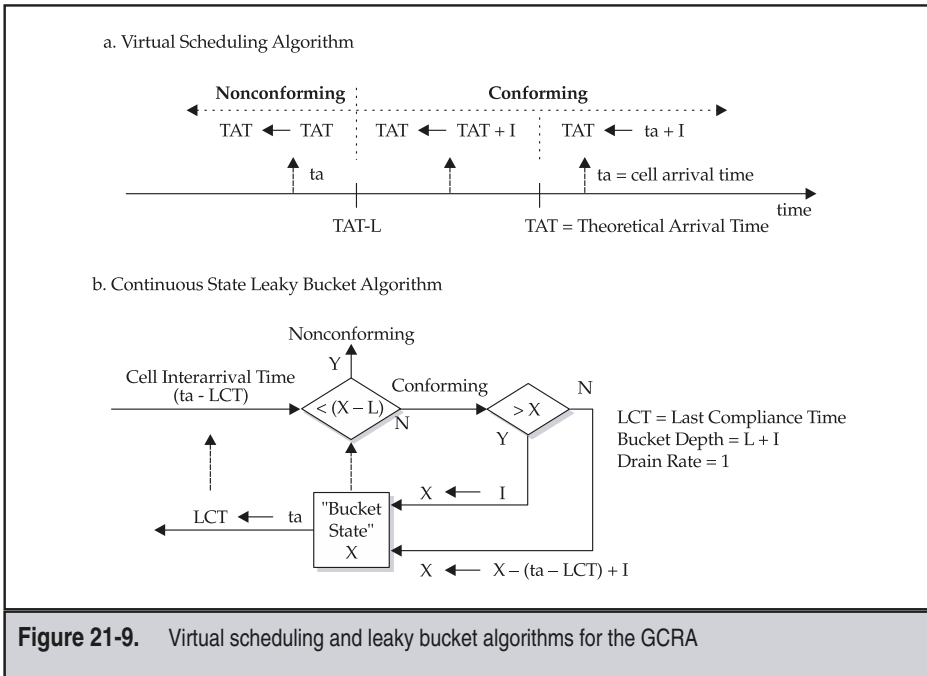 a. Virtual Scheduling Algorithm
Nonconforming Conforming
TAT ← TAT TAT ← TAT + I TAT ← ta + I
ta ta = cell arrival time
time
TAT-L TAT = Theoretical Arrival Time
b. Continuous State Leaky Bucket Algorithm
Nonconforming
Y
Cell Interarrival Time
(ta - LCT)
< (X – L)
N
Conforming
> X
N
Y
LCT = Last Compliance Time
Bucket Depth = L + I
Drain Rate = 1
X ← I
LCT ← ta
"Bucket
State"
X
X ← X – (ta – LCT) + I
Figure 21-9. Virtual scheduling and leaky bucket algorithms for the GCRA